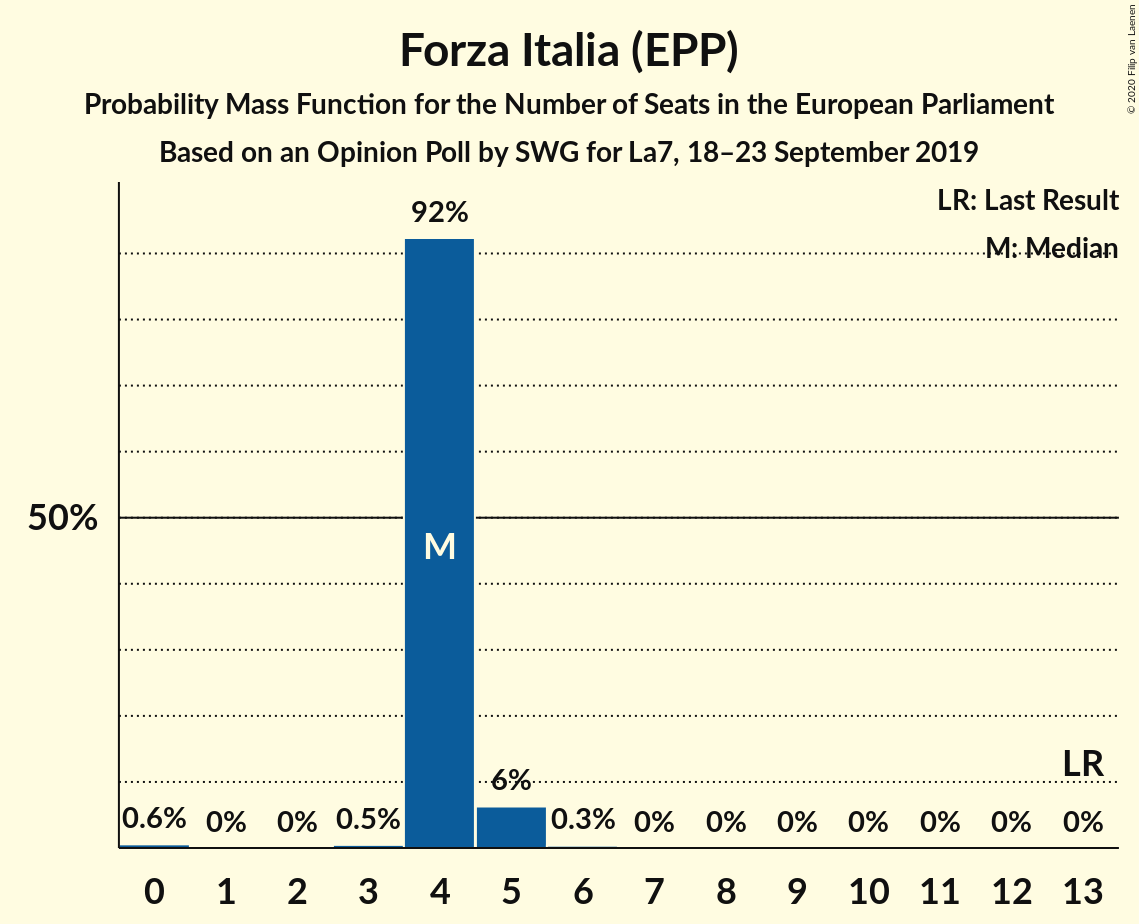 Forza Italia (EPP)
Probability Mass Function for the Number of Seats in the European Parliament
Based on an Opinion Poll by SWG for La7, 18–23 September 2019
© 2020 Filip van Laenen
LR: Last Result
M: Median
92%
50%
M
LR
0.6% 0% 0% 0.5% 6% 0.3% 0% 0% 0% 0% 0% 0% 0%
0 1 2 3 4 5 6 7 8 9 10 11 12 13